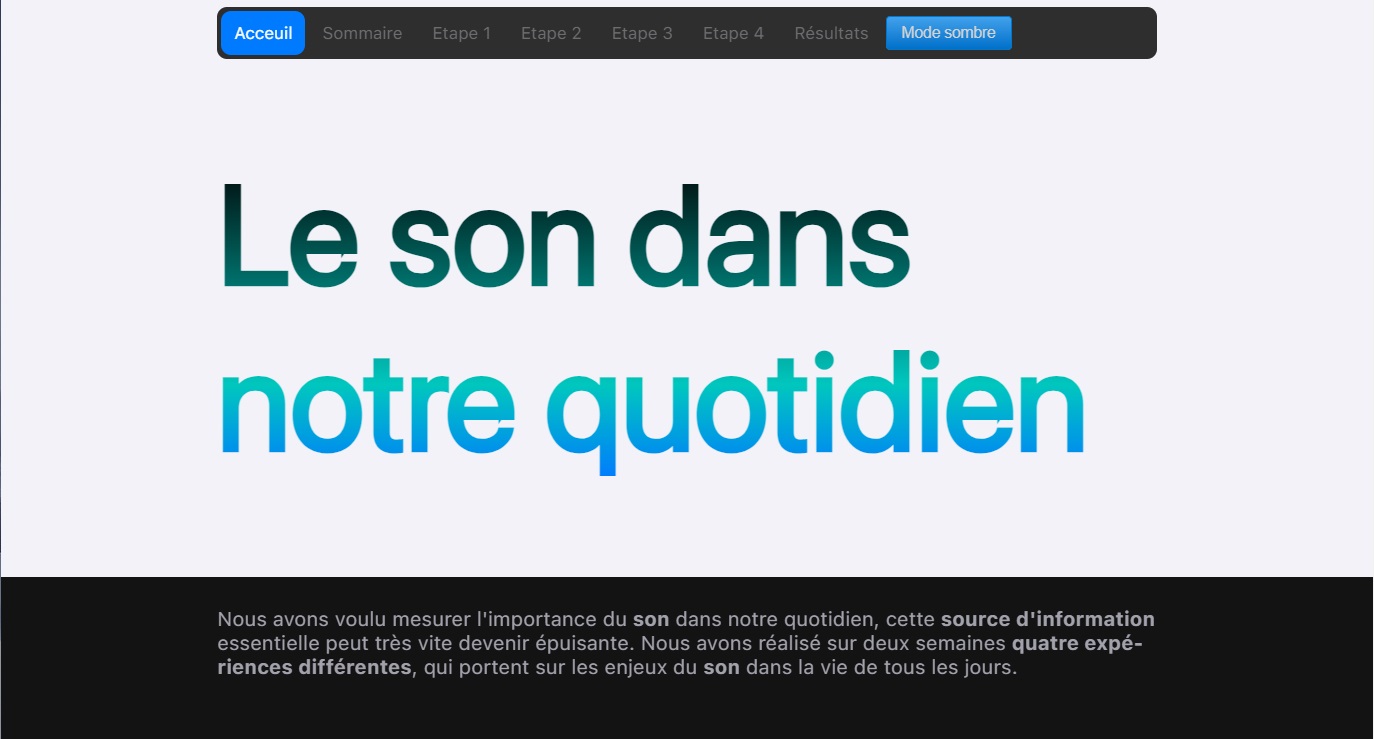 Acceuil Sommaire Etape 1 Etape 2 Etape 3 Etape 4 Résultats Mode sombre
Le son dans
notre quotidien
Nous avons voulu mesurer l'importance du son dans notre quotidien, cette source d'information
essentielle peut très vite devenir épuisante. Nous avons réalisé sur deux semaines quatre expé-
riences différentes, qui portent sur les enjeux du son dans la vie de tous les jours.